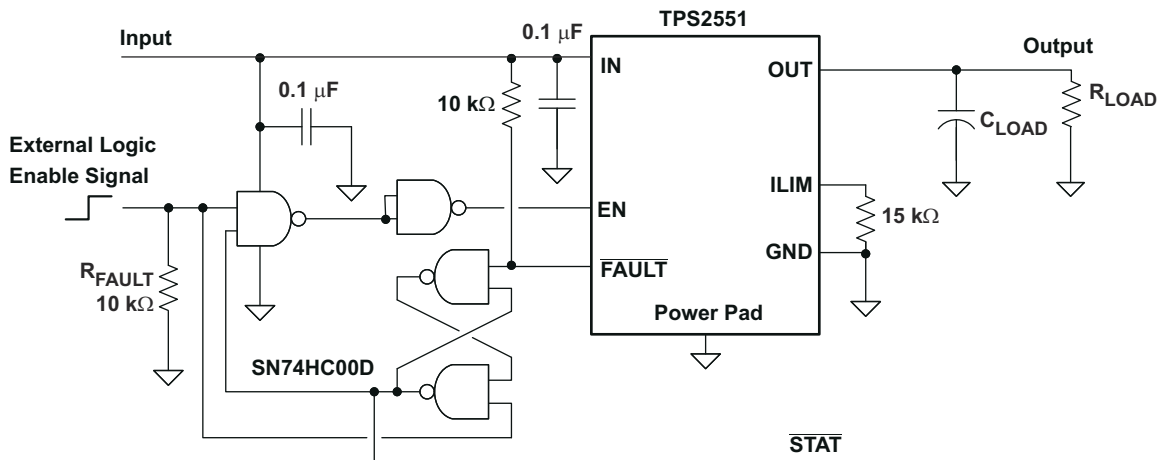 TPS2551
0.1 μF
Input
Output
IN
OUT
10 kΩ
R_LOAD
0.1 μF
C_LOAD
External Logic
Enable Signal
ILIM
EN
15 kΩ
GND
FAULT
R_FAULT
10 kΩ
Power Pad
SN74HC00D
STAT